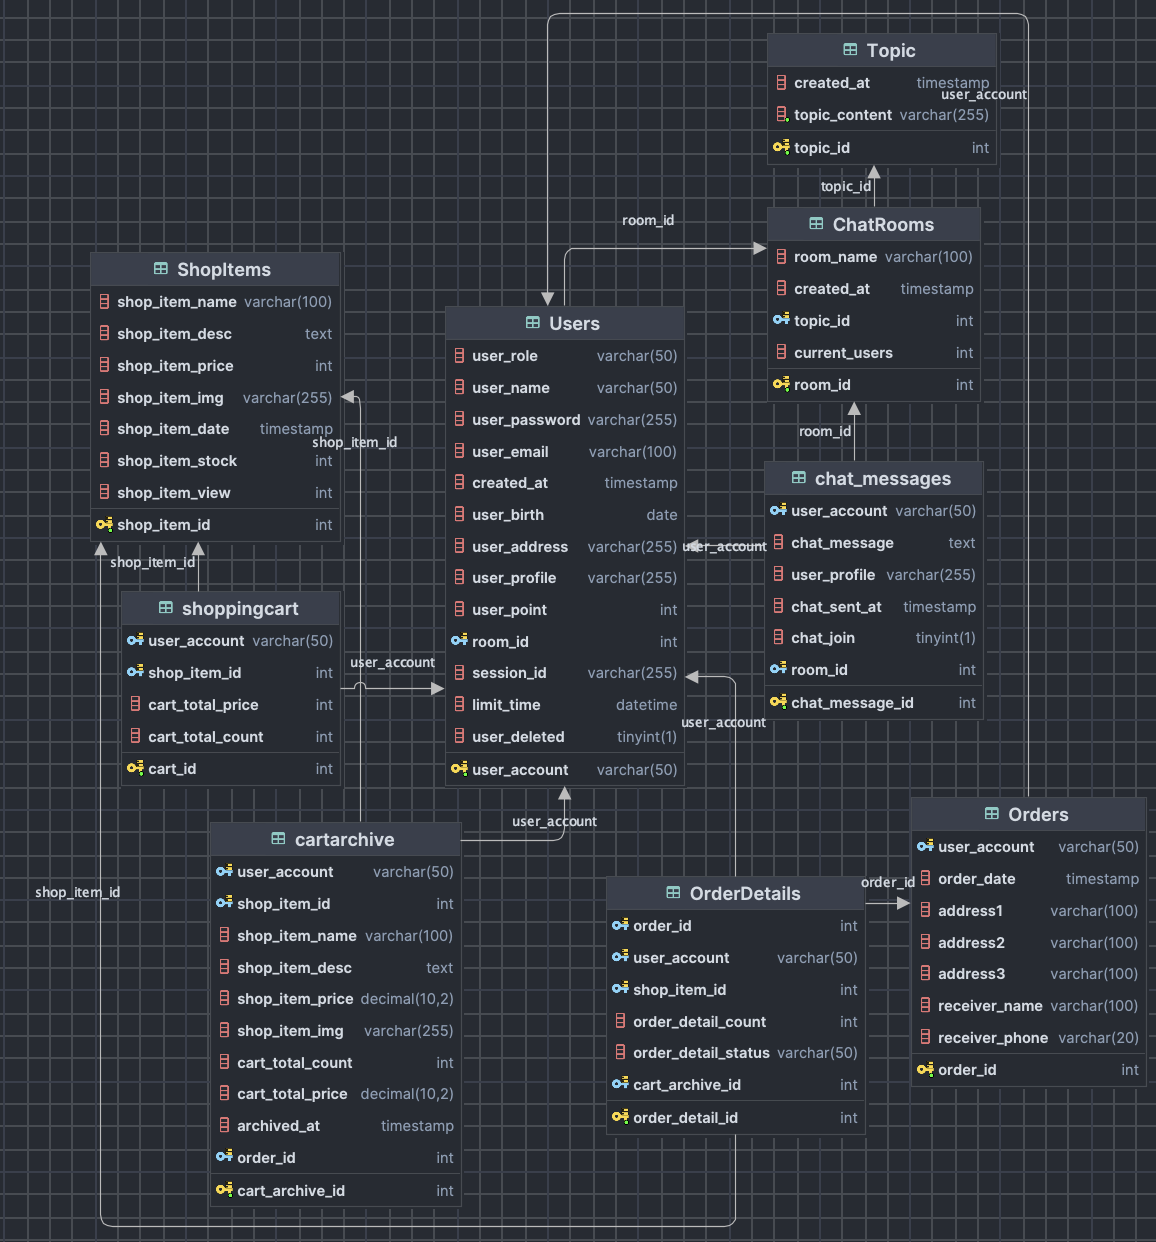 Topic
created_at timestamp
user_account
topic_content varchar(255)
topic_id int
topic_id
ChatRooms
room_name varchar(100)
created_at timestamp
topic_id int
current_users int
room_id int
room_id
room_id
ShopItems
shop_item_name varchar(100)
shop_item_desc text
shop_item_price int
shop_item_img varchar(255)
shop_item_date timestamp
shop_item_stock int
shop_item_view int
shop_item_id int
shop_item_id
shop_item_id
Users
user_role varchar(50)
user_name varchar(50)
user_password varchar(255)
user_email varchar(100)
created_at timestamp
user_birth date
user_address varchar(255)
user_profile varchar(255)
user_point int
room_id int
session_id varchar(255)
limit_time datetime
user_deleted tinyint(1)
user_account varchar(50)
user_account
chat_messages
user_account varchar(50)
chat_message text
user_profile varchar(255)
chat_sent_at timestamp
chat_join tinyint(1)
room_id int
chat_message_id int
shoppingcart
user_account varchar(50)
shop_item_id int
cart_total_price int
cart_total_count int
cart_id int
user_account
user_account
user_account
cartarchive
user_account varchar(50)
shop_item_id int
shop_item_name varchar(100)
shop_item_desc text
shop_item_price decimal(10,2)
shop_item_img varchar(255)
cart_total_count int
cart_total_price decimal(10,2)
archived_at timestamp
order_id int
cart_archive_id int
shop_item_id
OrderDetails
order_id int
user_account varchar(50)
shop_item_id int
order_detail_count int
order_detail_status varchar(50)
cart_archive_id int
order_detail_id int
order_id
Orders
user_account varchar(50)
order_date timestamp
address1 varchar(100)
address2 varchar(100)
address3 varchar(100)
receiver_name varchar(100)
receiver_phone varchar(20)
order_id int